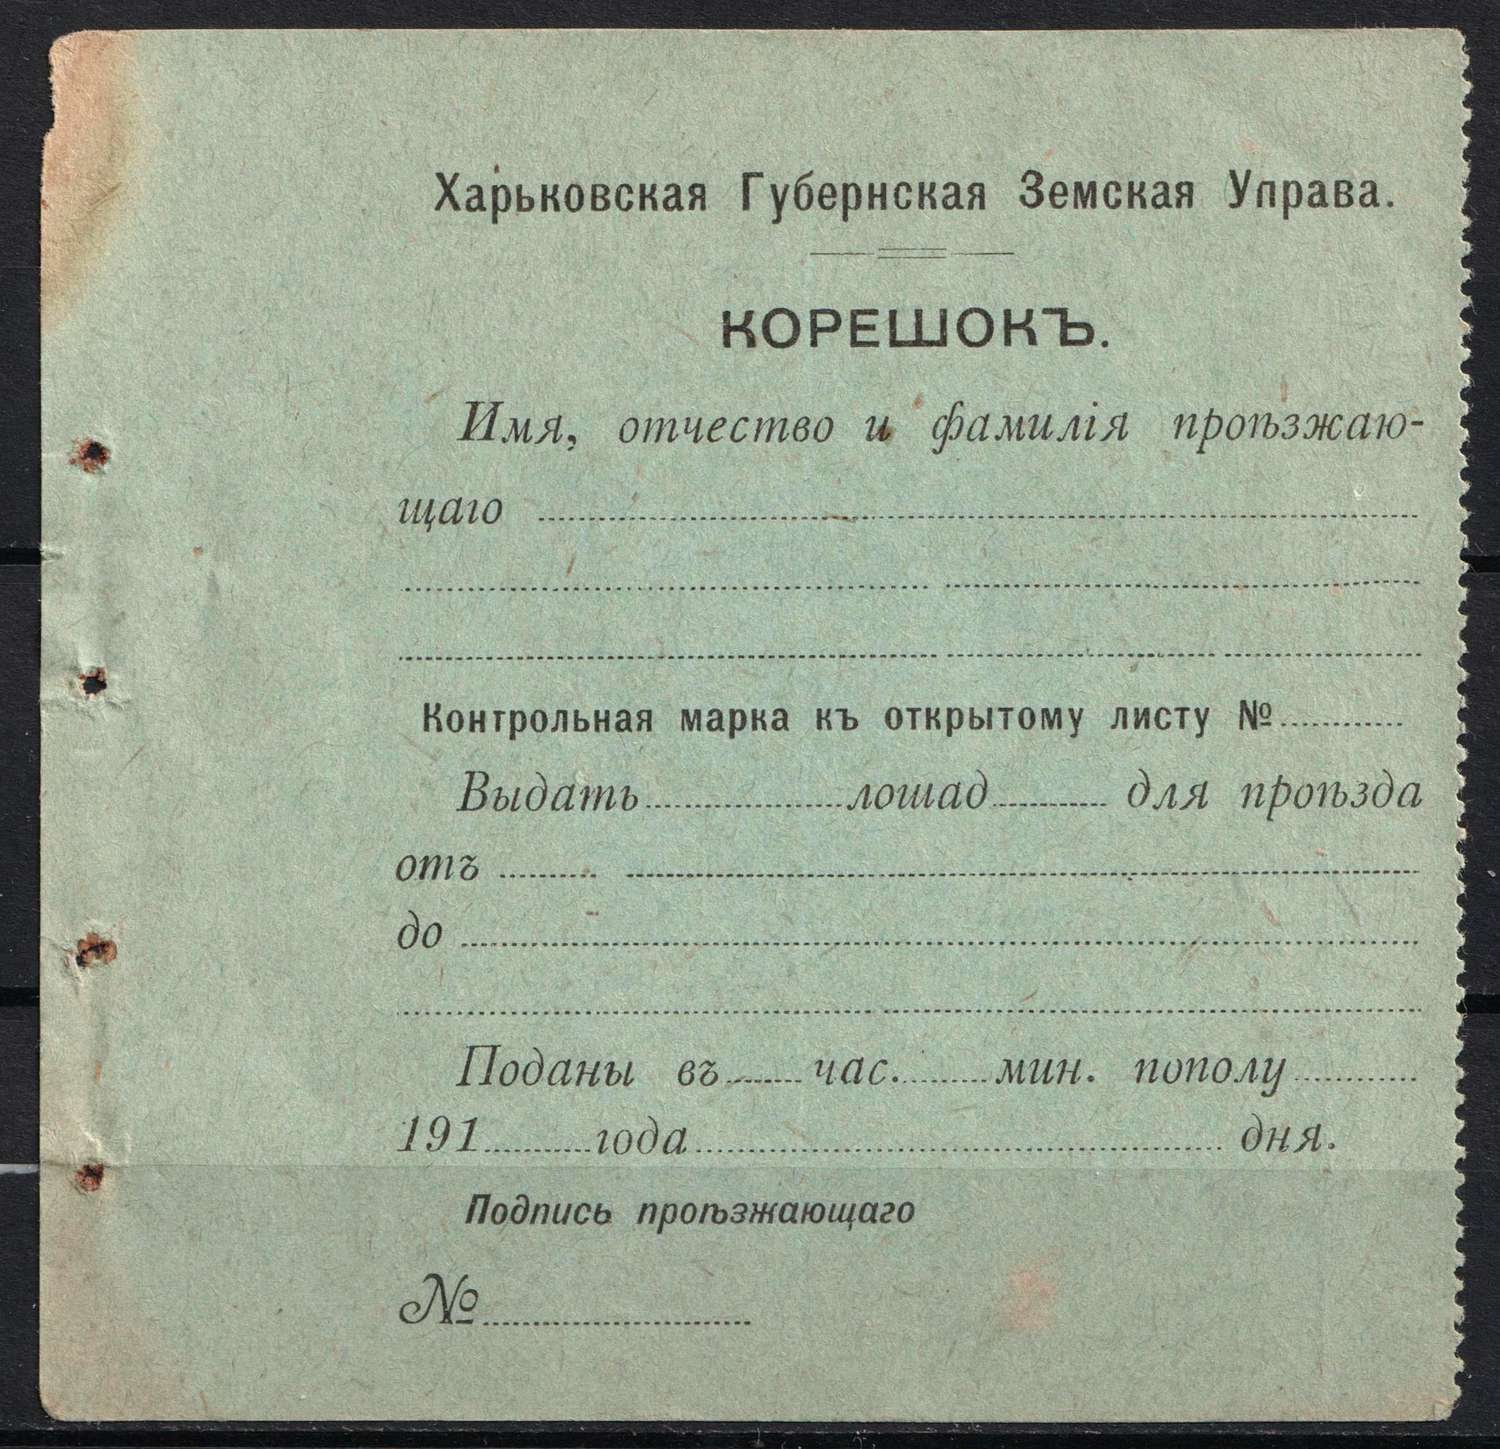 Харьковская Губернская Земская Управа.
КОРЕШОКЪ.
Имя, отчество и фамилія проѣзжаю-
щаго
Контрольная марка къ открытому листу №
Выдать лошад для проѣзда
отъ
до
Поданы въ час. мин. пополу
191 года дня.
Подпись проѣзжающаго
№